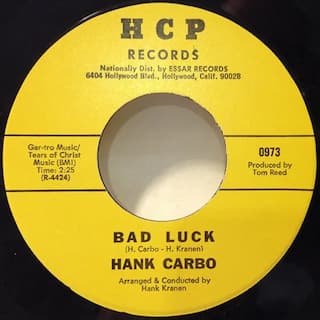 H C P
RECORDS
Nationally Dist. by ESSAR RECORDS
6404 Hollywood Blvd., Hollywood, Calif. 90028
Gar-tro Music/
Tears of Christ
Music (BMI)
Time: 2:25
(R-4424)
0973
Produced by
Tom Reed
BAD LUCK
(H. Carbo - H. Kranen)
HANK CARBO
Arranged & Conducted by
Hank Kranen